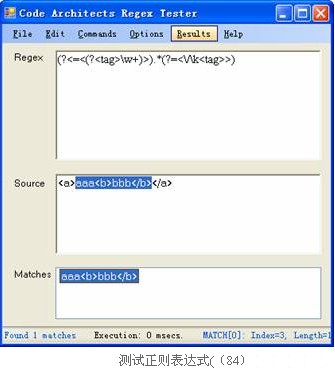 Code Architects Regex Tester
File Edit Commands Options Results Help
Regex
(?<=<(?<tag>\w+)>).*(?=<\/\k<tag>>)
Source
<a>aaa<b>bbb</b></a>
Matches
aaa<b>bbb</b>
Found 1 matches Execution: 0 msecs. MATCH[0]: Index=3, Length=1
测试正则表达式(（84）